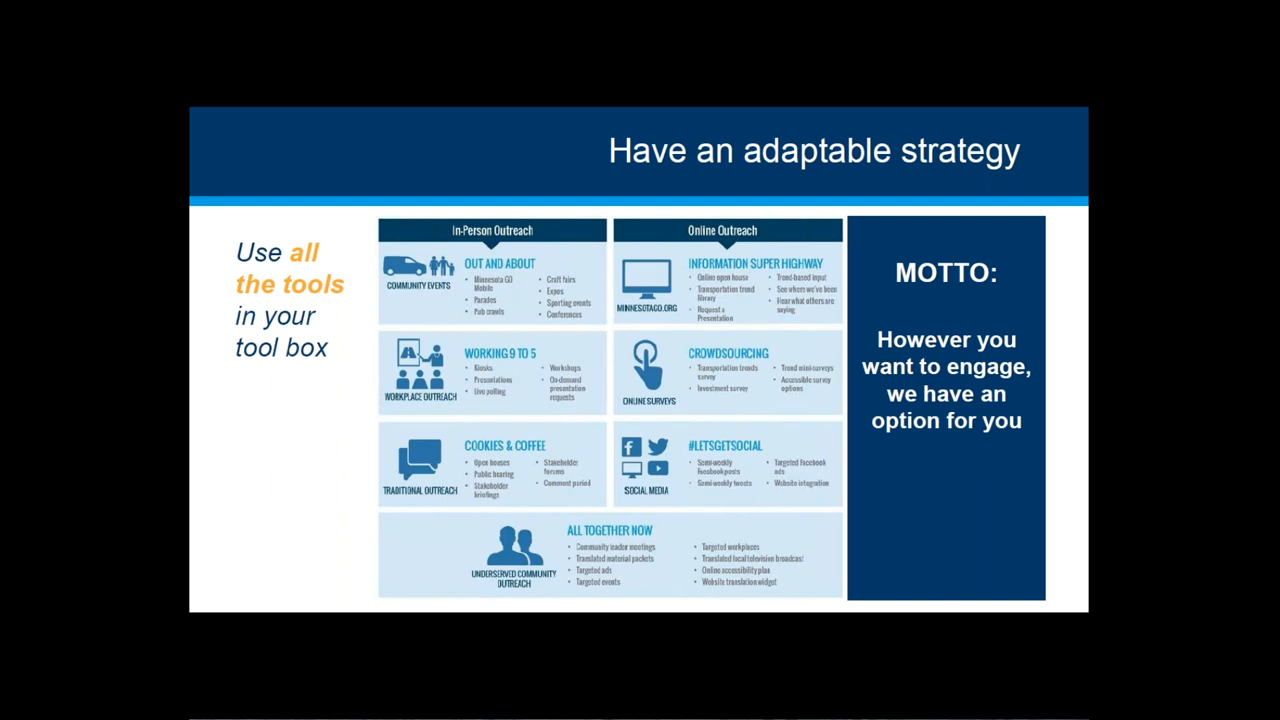 Have an adaptable strategy
Use all
the tools
in your
tool box
In-Person Outreach
COMMUNITY EVENTS
OUT AND ABOUT
• Minnesota GO
Mobile
• Parades
• Pub crawls
• Craft fairs
• Expos
• Sporting events
• Conferences
WORKPLACE OUTREACH
WORKING 9 TO 5
• Kiosks
• Presentations
• Live polling
• Workshops
• On-demand
presentation
requests
TRADITIONAL OUTREACH
COOKIES & COFFEE
• Open houses
• Public hearing
• Stakeholder
briefings
• Stakeholder
forums
• Comment period
Online Outreach
MINNESOTAGO.ORG
INFORMATION SUPER HIGHWAY
• Online open house
• Transportation trend
library
• Request a
Presentation
• Trend-based input
• See where we've been
• Hear what others are
saying
ONLINE SURVEYS
CROWDSOURCING
• Transportation trends
survey
• Investment survey
• Trend mini-surveys
• Accessible survey
options
SOCIAL MEDIA
#LETSGETSOCIAL
• Semi-weekly
Facebook posts
• Semi-weekly tweets
• Targeted Facebook
ads
• Website integration
UNDERSERVED COMMUNITY
OUTREACH
ALL TOGETHER NOW
• Community leader meetings
• Translated material packets
• Targeted ads
• Targeted events
• Targeted workplaces
• Translated local television broadcast
• Online accessibility plan
• Website translation widget
MOTTO:
However you
want to engage,
we have an
option for you